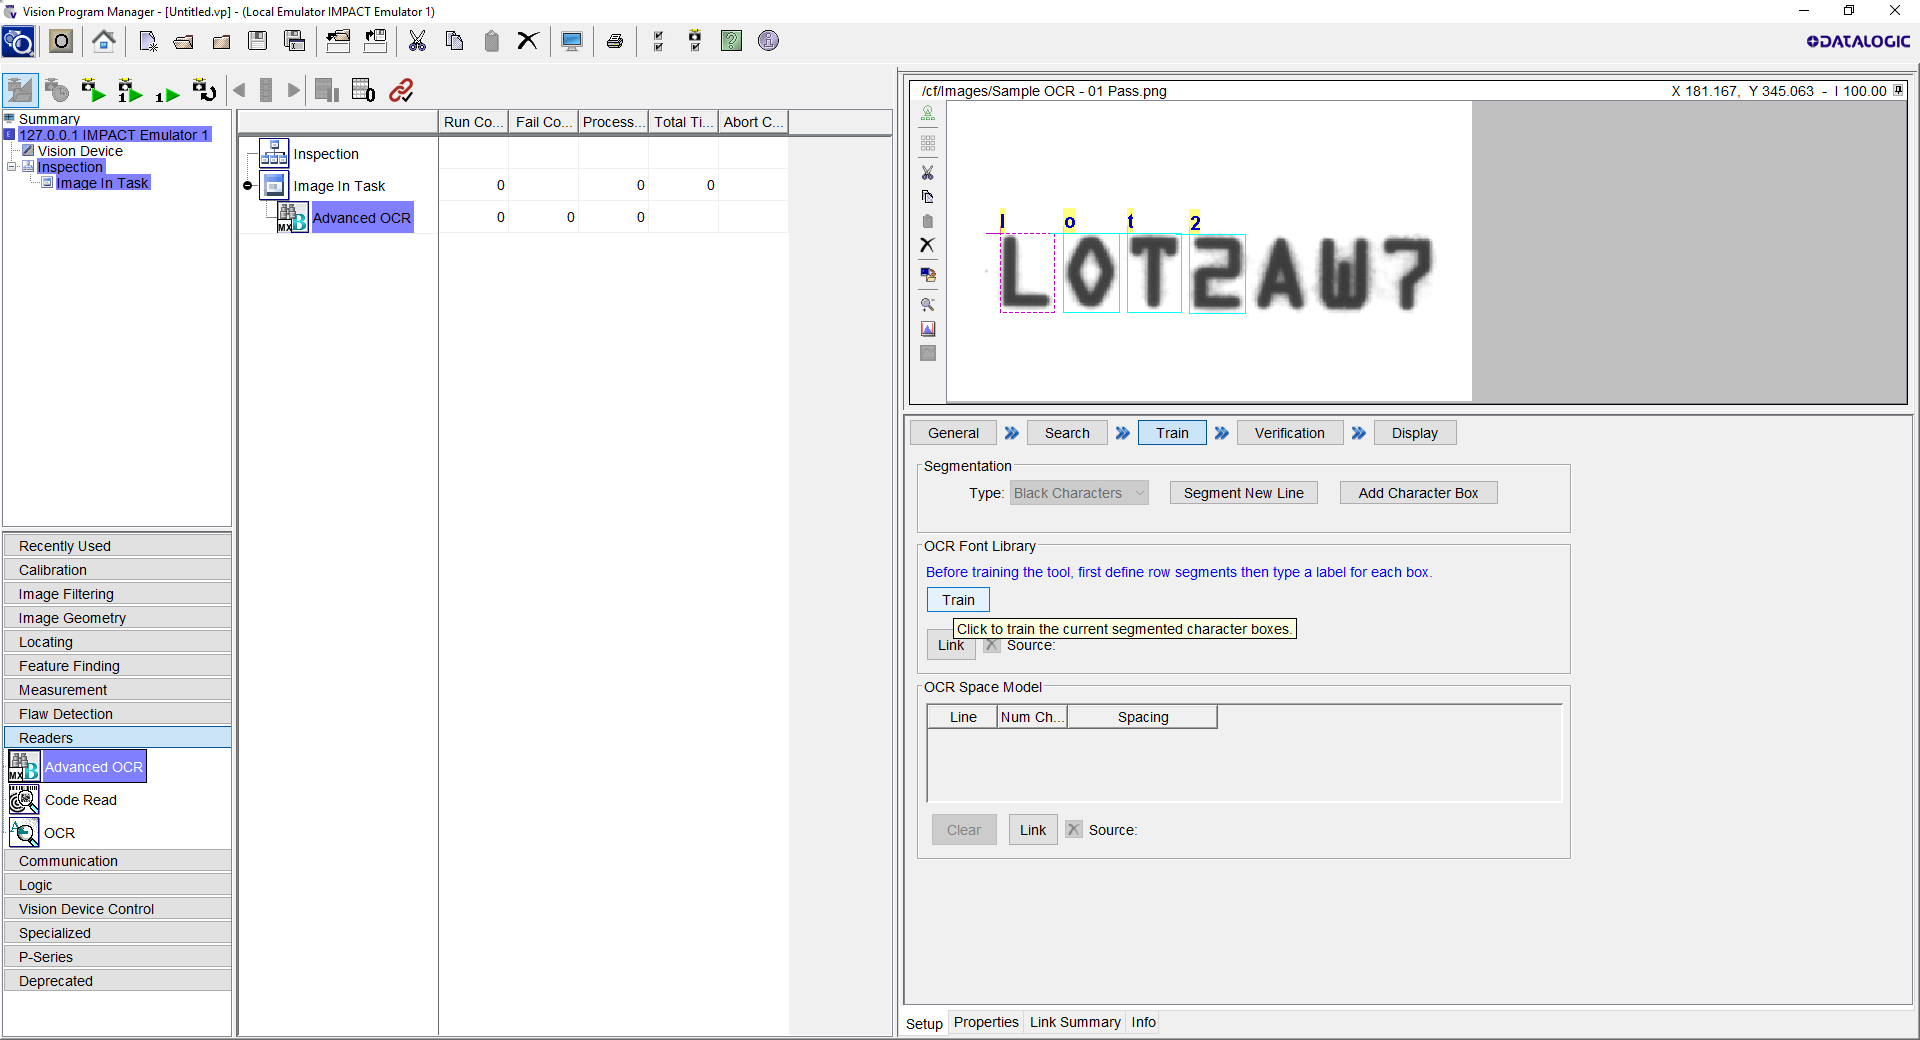 Vision Program Manager - [Untitled.vp] - (Local Emulator IMPACT Emulator 1)
DATALOGIC
Summary
127.0.0.1 IMPACT Emulator 1
Vision Device
Inspection
Image In Task
Recently Used
Calibration
Image Filtering
Image Geometry
Locating
Feature Finding
Measurement
Flaw Detection
Readers
Advanced OCR
Code Read
OCR
Communication
Logic
Vision Device Control
Specialized
P-Series
Deprecated
Run Co... Fail Co... Process... Total Ti... Abort C...
Inspection
Image In Task 0 0 0
Advanced OCR 0 0 0
/cf/Images/Sample OCR - 01 Pass.png X 181.167, Y 345.063 - I 100.00
l o t 2
LOT2AW7
General Search Train Verification Display
Segmentation
Type: Black Characters Segment New Line Add Character Box
OCR Font Library
Before training the tool, first define row segments then type a label for each box.
Train
Click to train the current segmented character boxes.
Link Source:
OCR Space Model
Line Num Ch... Spacing
Clear Link Source:
Setup Properties Link Summary Info